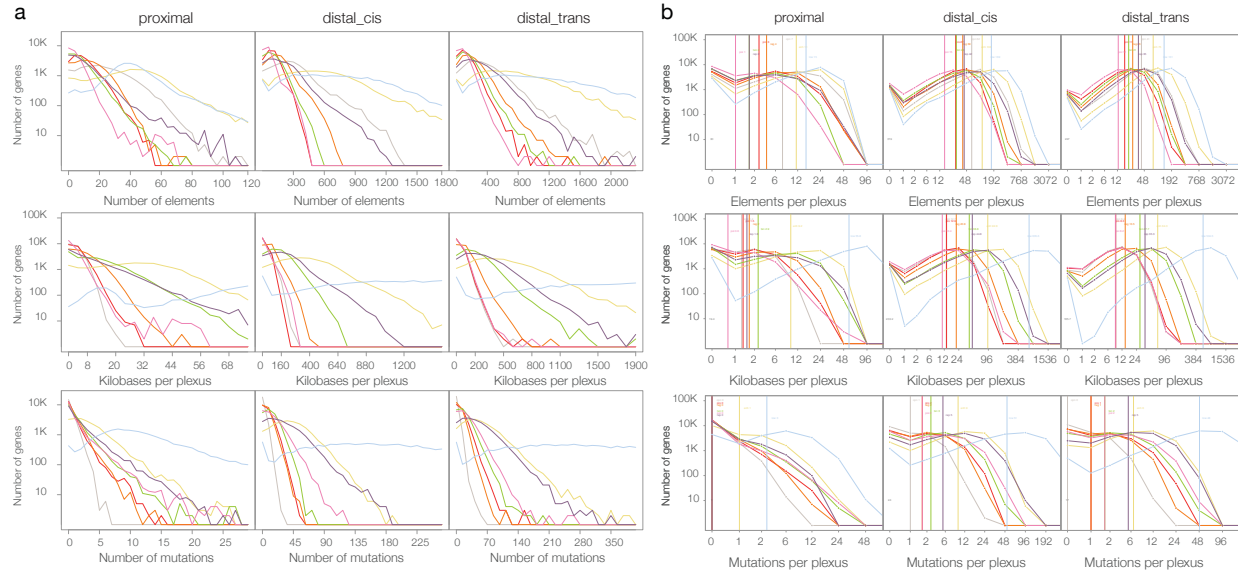 a
proximal
distal_cis
distal_trans
Number of genes
10K
1K
100
10
0 20 40 60 80 100 120
300 600 900 1200 1500 1800
400 800 1200 1600 2000
Number of elements
Number of elements
Number of elements
Number of genes
100K
10K
1K
100
10
0 8 20 32 44 56 68
0 200 400 600 800 1200
0 200 500 800 1100 1500 1900
Kilobases per plexus
Kilobases per plexus
Kilobases per plexus
Number of genes
10K
1K
100
10
0 5 10 15 20 25
0 45 90 135 180 225
0 70 140 210 280 350
Number of mutations
Number of mutations
Number of mutations
b
proximal
distal_cis
distal_trans
Number of genes
100K
10K
1K
100
10
0 1 2 6 12 24 48 96
0 1 2 6 12 48 192 768 3072
0 1 2 6 12 48 192 768 3072
Elements per plexus
Elements per plexus
Elements per plexus
Number of genes
100K
10K
1K
100
10
0 1 2 6 12 24 48 96
0 1 2 6 12 24 96 384 1536
0 1 2 6 12 24 96 384 1536
Kilobases per plexus
Kilobases per plexus
Kilobases per plexus
Number of genes
100K
10K
1K
100
10
0 1 2 6 12 24 48
0 1 2 6 12 24 48 96 192
0 1 2 6 12 24 48 96
Mutations per plexus
Mutations per plexus
Mutations per plexus